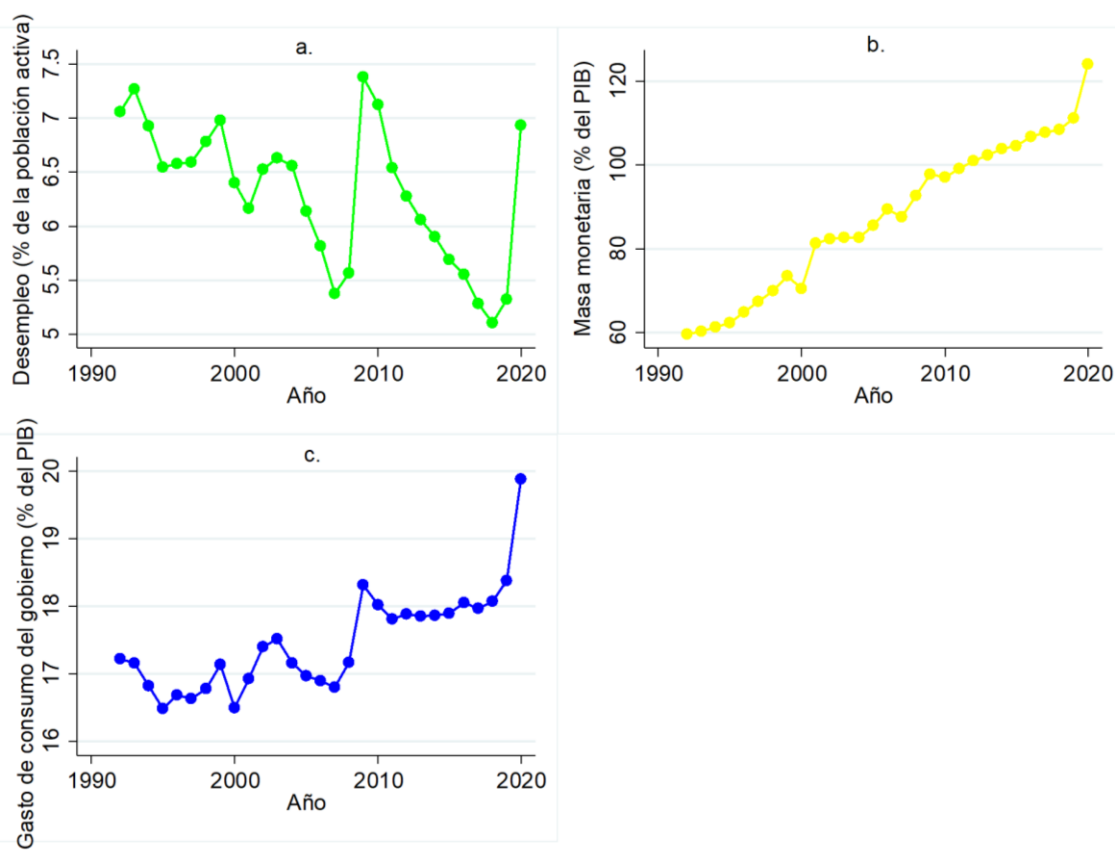 a.
Desempleo (% de la población activa)
7.5
7
6.5
6
5.5
5
1990 2000 2010 2020
Año
b.
Masa monetaria (% del PIB)
120
100
80
60
1990 2000 2010 2020
Año
c.
Gasto de consumo del gobierno (% del PIB)
20
19
18
17
16
1990 2000 2010 2020
Año